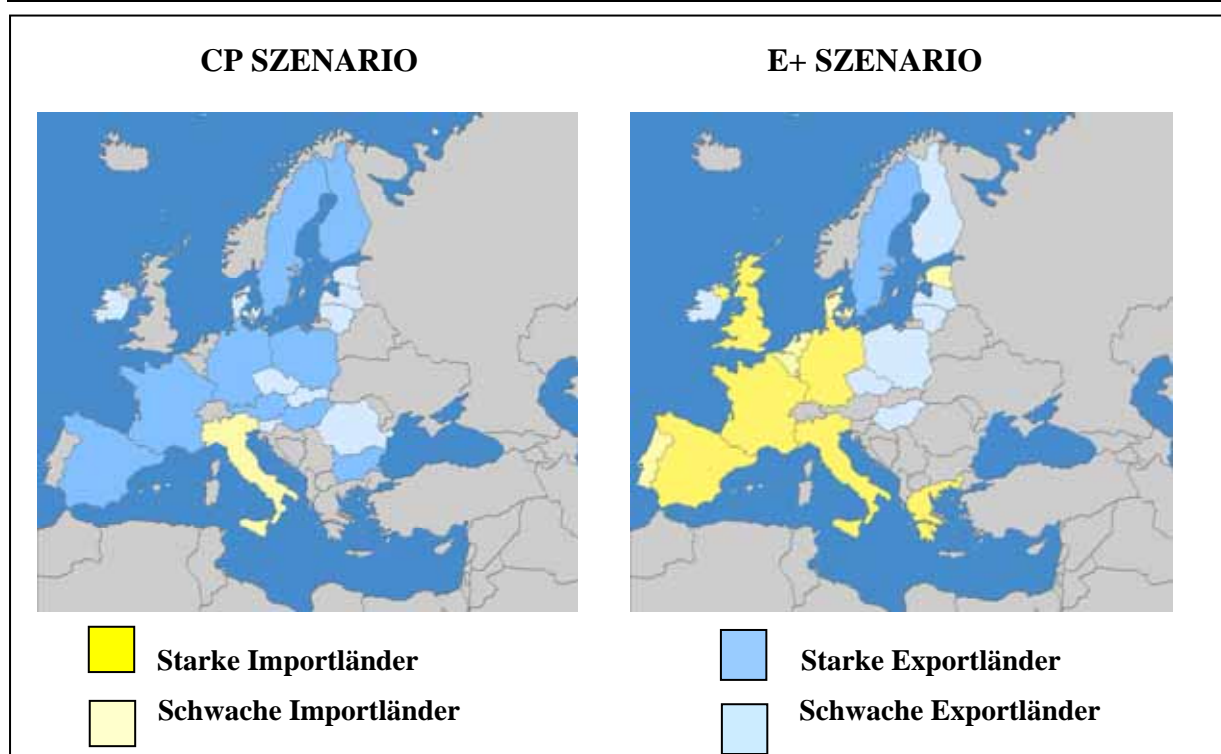 CP SZENARIO
E+ SZENARIO
Starke Importländer
Starke Exportländer
Schwache Importländer
Schwache Exportländer